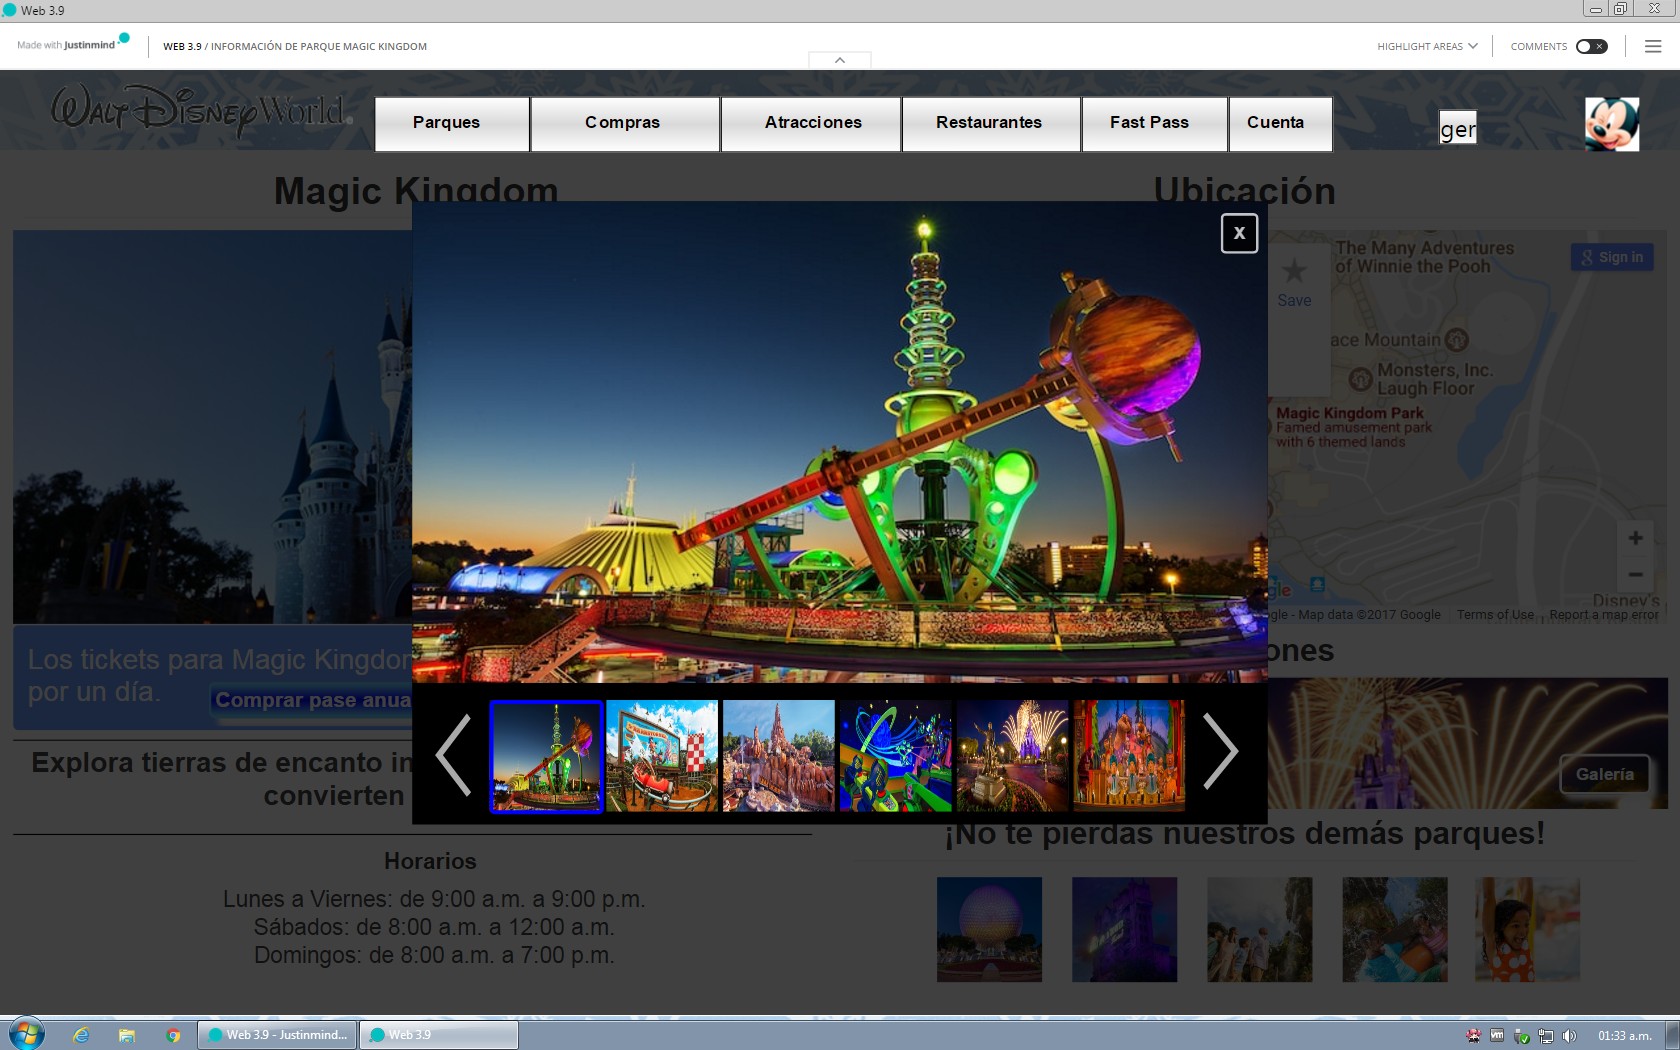 Web 3.9
Made with Justinmind
WEB 3.9 / INFORMACIÓN DE PARQUE MAGIC KINGDOM
HIGHLIGHT AREAS
COMMENTS
WALT DISNEY World.
Parques
Compras
Atracciones
Restaurantes
Fast Pass
Cuenta
ger
Magic Kingdom
Ubicación
x
The Many Adventures
of Winnie the Pooh
Sign in
Save
ace Mountain
Monsters, Inc.
Laugh Floor
Magic Kingdom Park
Famed amusement park
with 6 themed lands
+
−
gle
Disney's
gle - Map data ©2017 Google
Terms of Use
Report a map error
Los tickets para Magic Kingdom
por un día.
Comprar pase anua
ones
Explora tierras de encanto in
convierten
Galería
¡No te pierdas nuestros demás parques!
Horarios
Lunes a Viernes: de 9:00 a.m. a 9:00 p.m.
Sábados: de 8:00 a.m. a 12:00 a.m.
Domingos: de 8:00 a.m. a 7:00 p.m.
Web 3.9 - Justinmind...
Web 3.9
01:33 a.m.